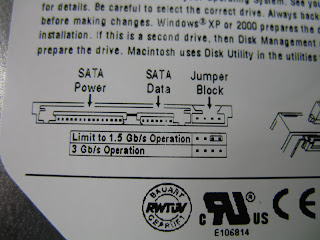 for details. Be careful to select the correct drive. Always back
before making changes. Windows® XP or 2000 prepares the d
installation. If this is a second drive, then Disk Management
prepare the drive. Macintosh uses Disk Utility in the utilities
SATA Power
SATA Data
Jumper Block
Limit to 1.5 Gb/s Operation
3 Gb/s Operation
BAUART
RWTÜV
GEPRÜFT
c RU US
E106814
CE